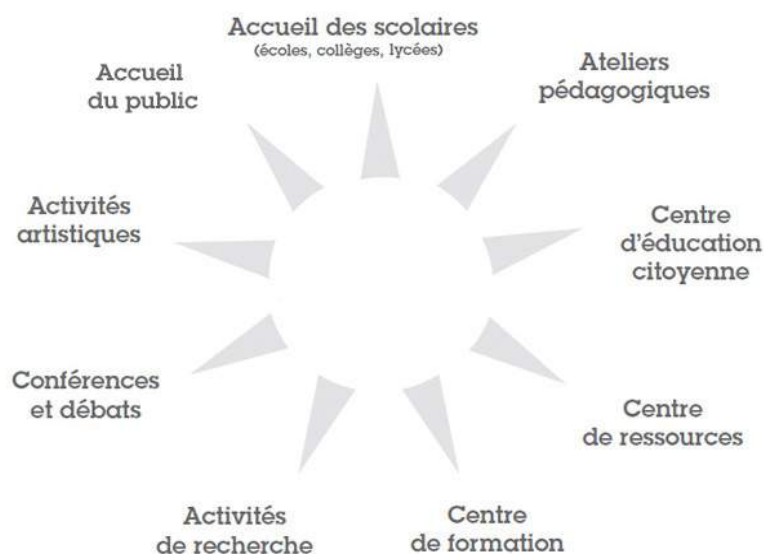 Accueil des scolaires
(écoles, collèges, lycées)
Ateliers
pédagogiques
Centre
d'éducation
citoyenne
Centre
de ressources
Centre
de formation
Activités
de recherche
Conférences
et débats
Activités
artistiques
Accueil
du public